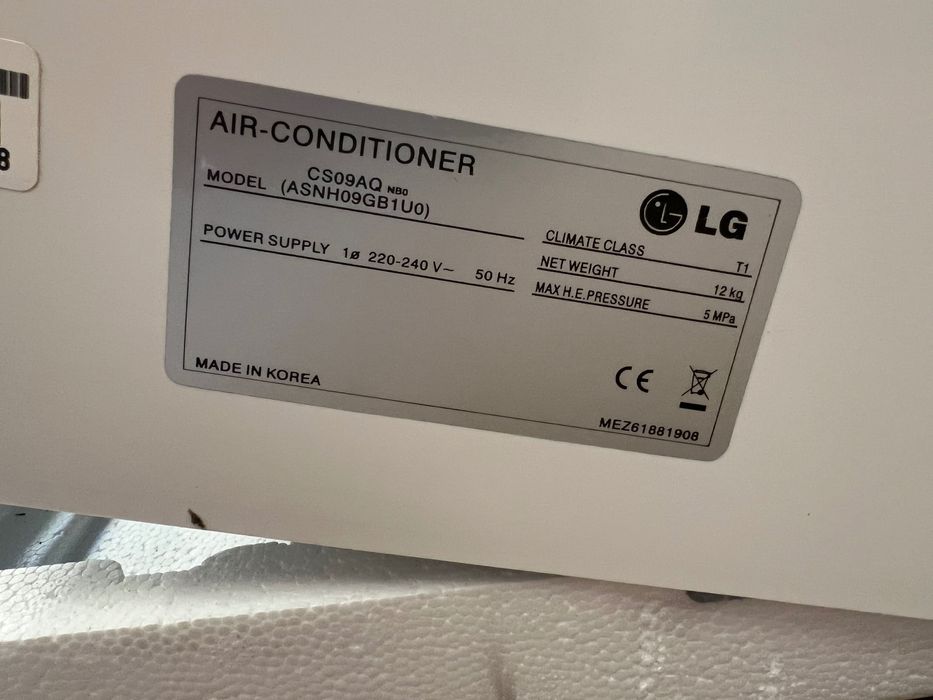 AIR-CONDITIONER
MODEL CS09AQ NB0
(ASNH09GB1U0)
POWER SUPPLY 1ø 220-240 V~ 50 Hz
MADE IN KOREA
LG
CLIMATE CLASS T1
NET WEIGHT 12 kg
MAX H.E.PRESSURE 5 MPa
CE
MEZ61881908
8